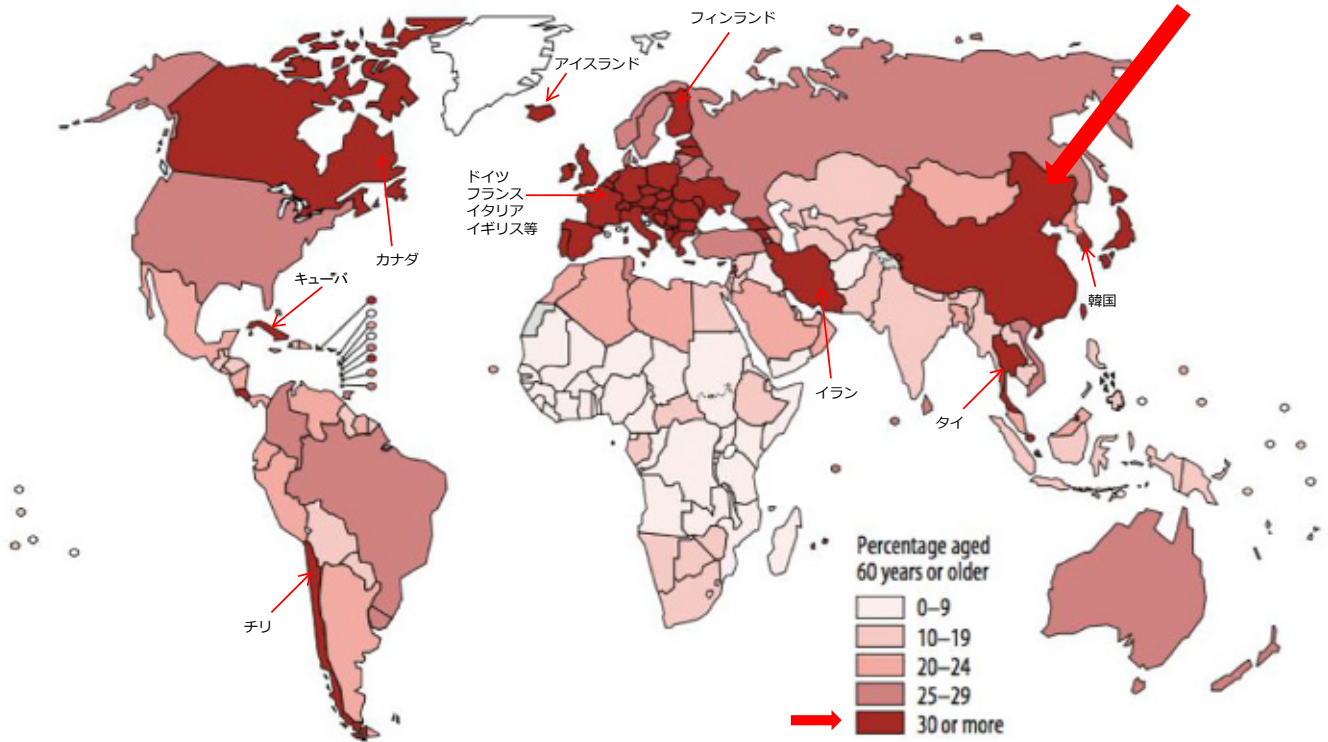 フィンランド
アイスランド
ドイツ
フランス
イタリア
イギリス等
カナダ
キューバ
韓国
イラン
タイ
チリ
Percentage aged
60 years or older
0–9
10–19
20–24
25–29
30 or more